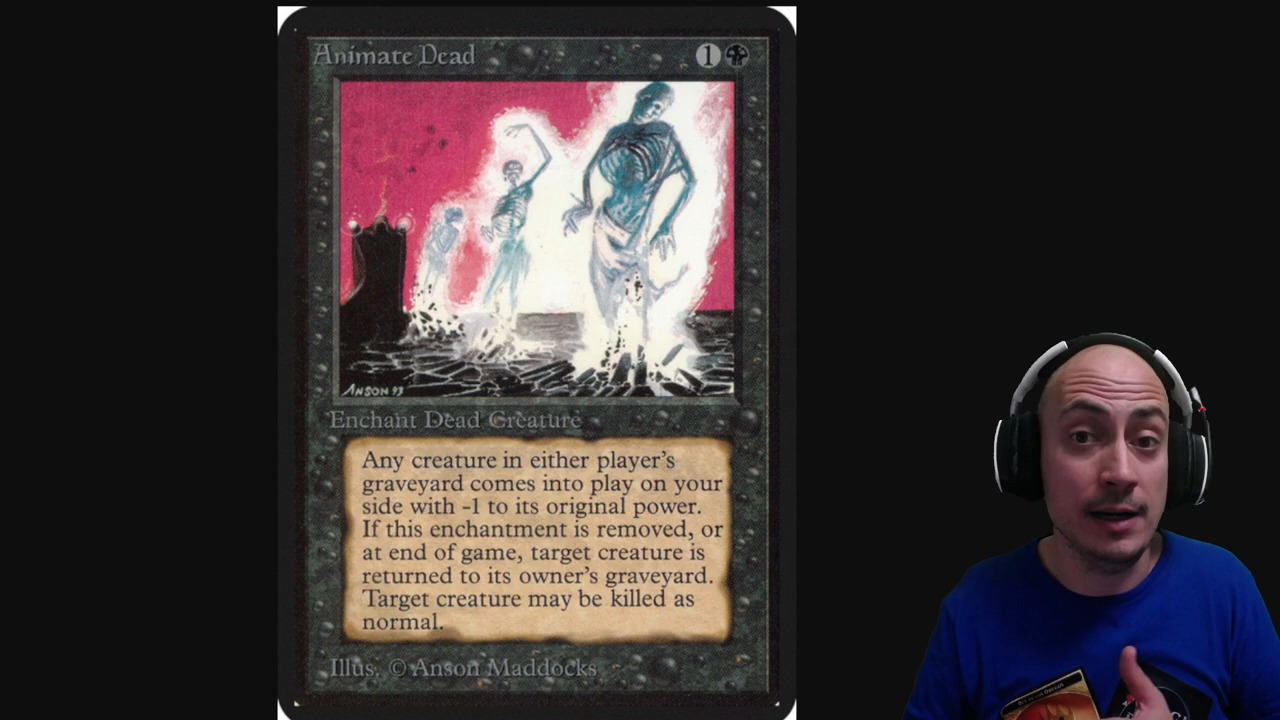 Animate Dead 1
ANSON 93
Enchant Dead Creature
Any creature in either player's
graveyard comes into play on your
side with -1 to its original power.
If this enchantment is removed, or
at end of game, target creature is
returned to its owner's graveyard.
Target creature may be killed as
normal.
Illus. © Anson Maddocks